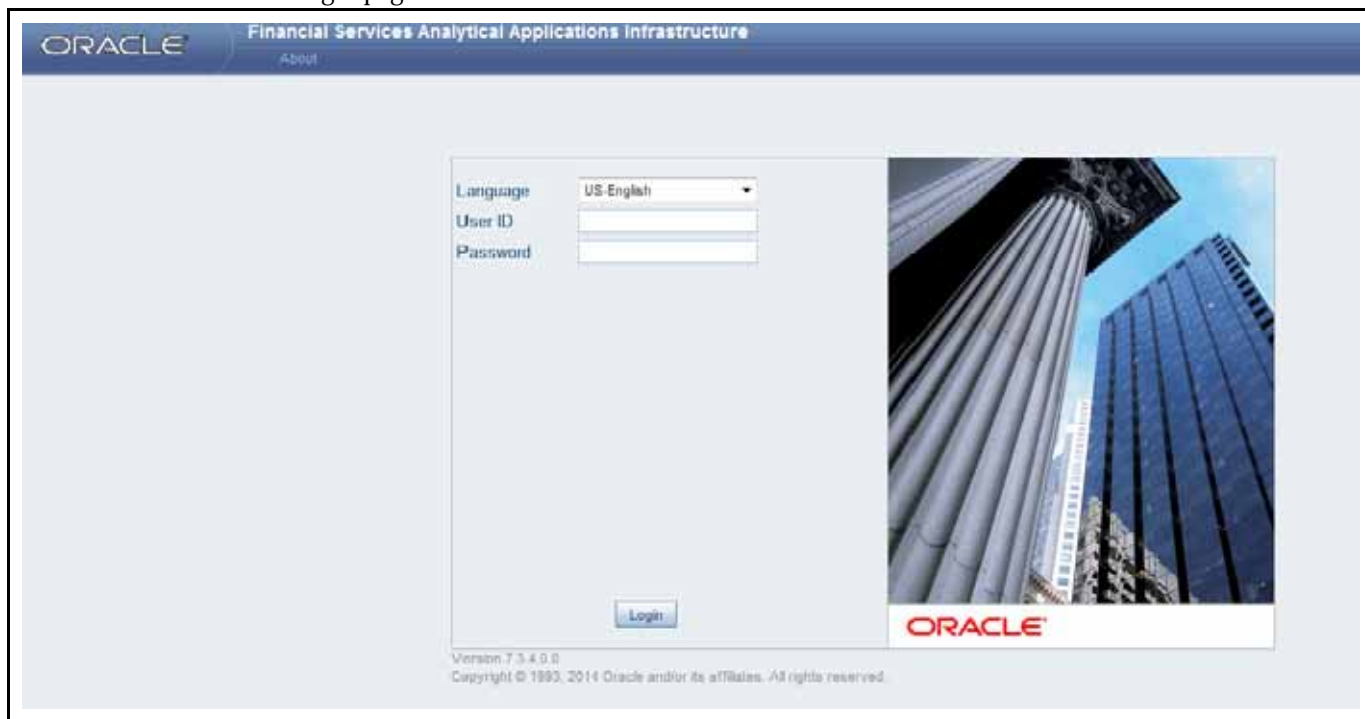 ORACLE
Financial Services Analytical Applications Infrastructure
About
Language
US-English
User ID
Password
Login
ORACLE
Version 7.3.4.0.0
Copyright © 1993, 2014 Oracle and/or its affiliates. All rights reserved.